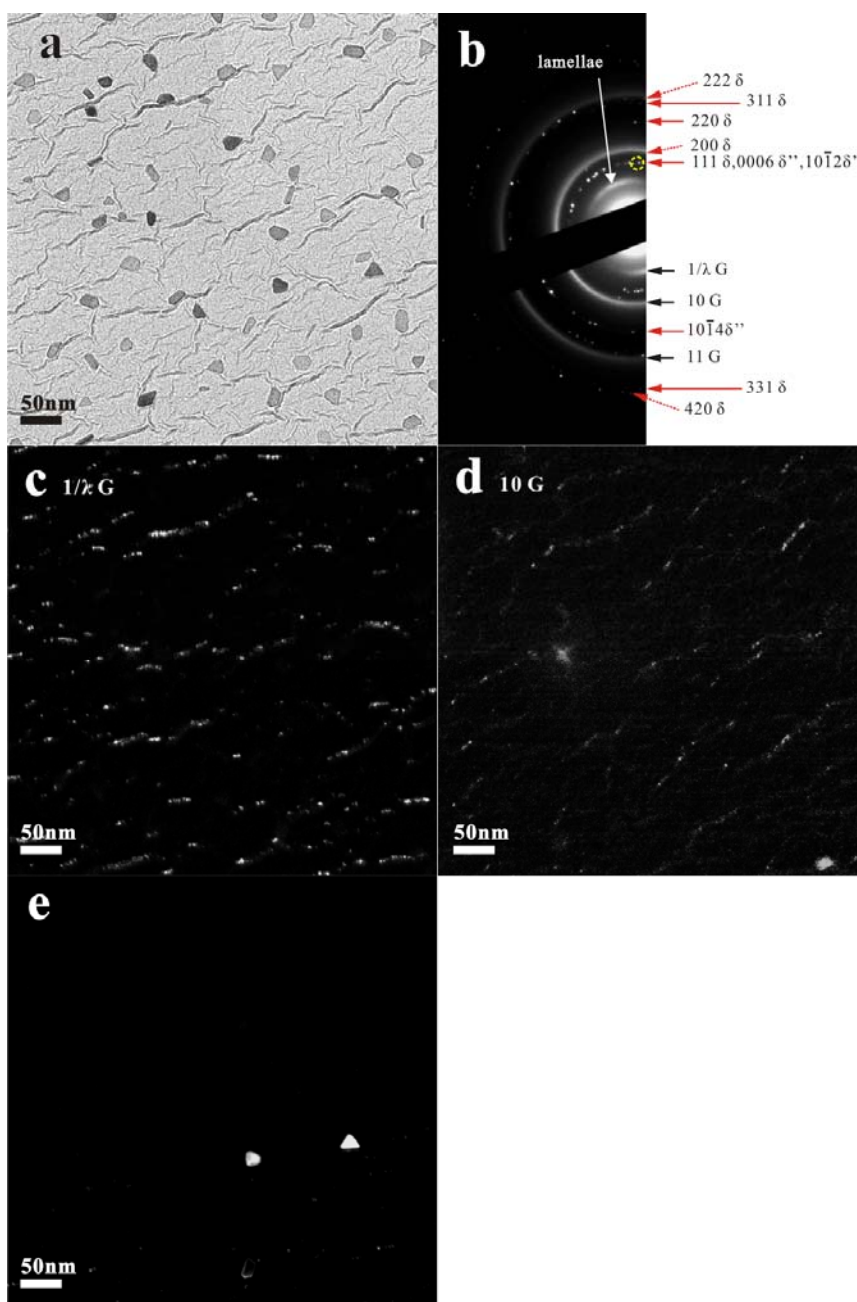 a
50nm
b
lamellae
222 δ
311 δ
220 δ
200 δ
111 δ,0006 δ'',101̄2δ'
1/λ G
10 G
101̄4δ''
11 G
331 δ
420 δ
c 1/λ G
50nm
d 10 G
50nm
e
50nm